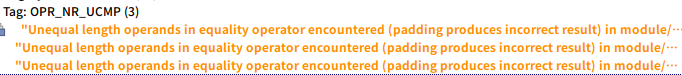 Tag: OPR_NR_UCMP (3)
"Unequal length operands in equality operator encountered (padding produces incorrect result) in module/···
"Unequal length operands in equality operator encountered (padding produces incorrect result) in module/···
"Unequal length operands in equality operator encountered (padding produces incorrect result) in module/···